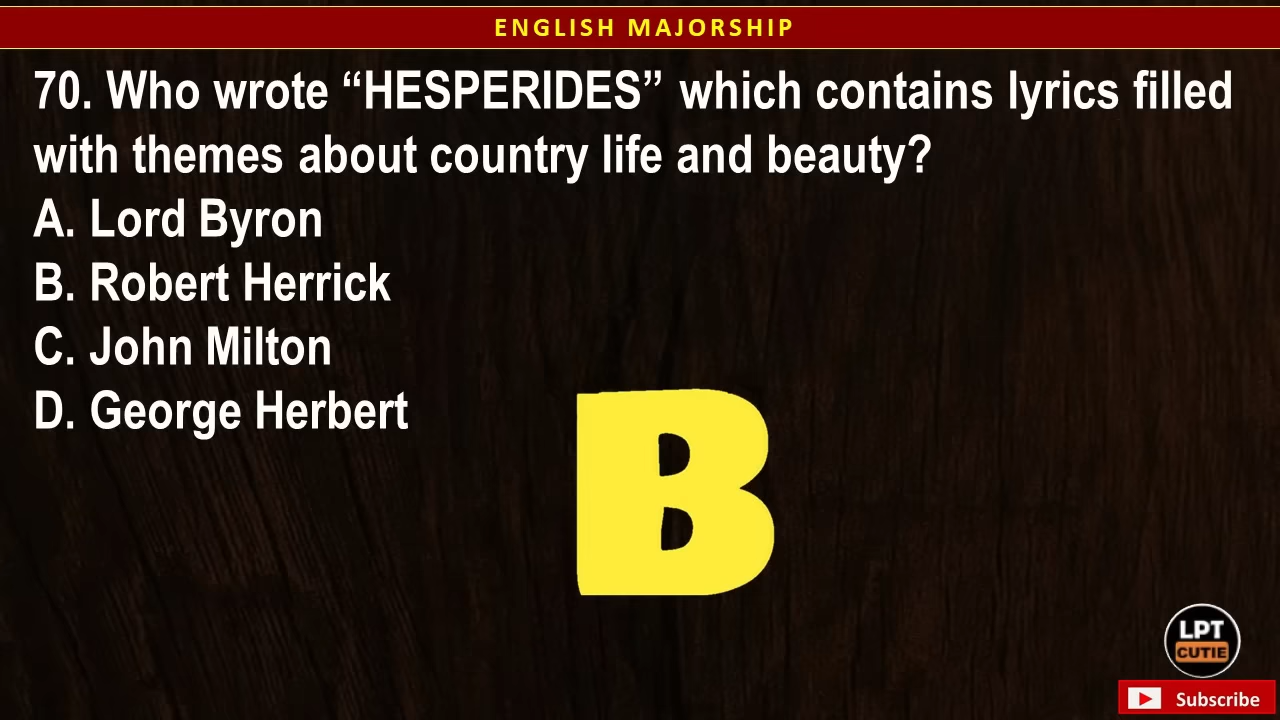 ENGLISH MAJORSHIP
70. Who wrote “HESPERIDES” which contains lyrics filled
with themes about country life and beauty?
A. Lord Byron
B. Robert Herrick
C. John Milton
D. George Herbert
B
LPT
CUTIE
Subscribe